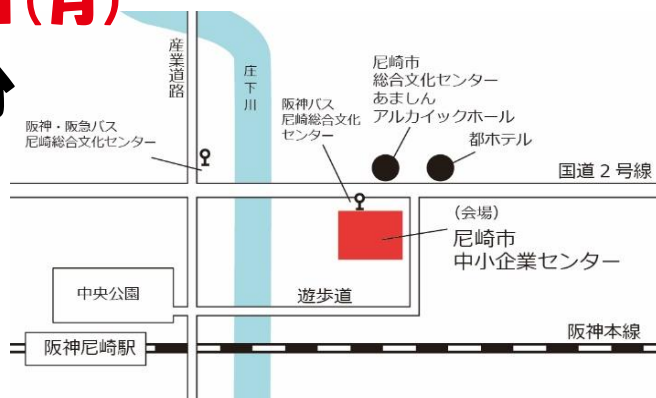 産業道路
庄下川
阪神・阪急バス
尼崎総合文化センター
阪神バス
尼崎総合文化
センター
尼崎市
総合文化センター
あましん
アルカイックホール
都ホテル
国道2号線
(会場)
尼崎市
中小企業センター
中央公園
遊歩道
阪神本線
阪神尼崎駅